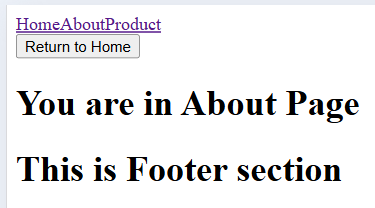 HomeAboutProduct
Return to Home
You are in About Page
This is Footer section